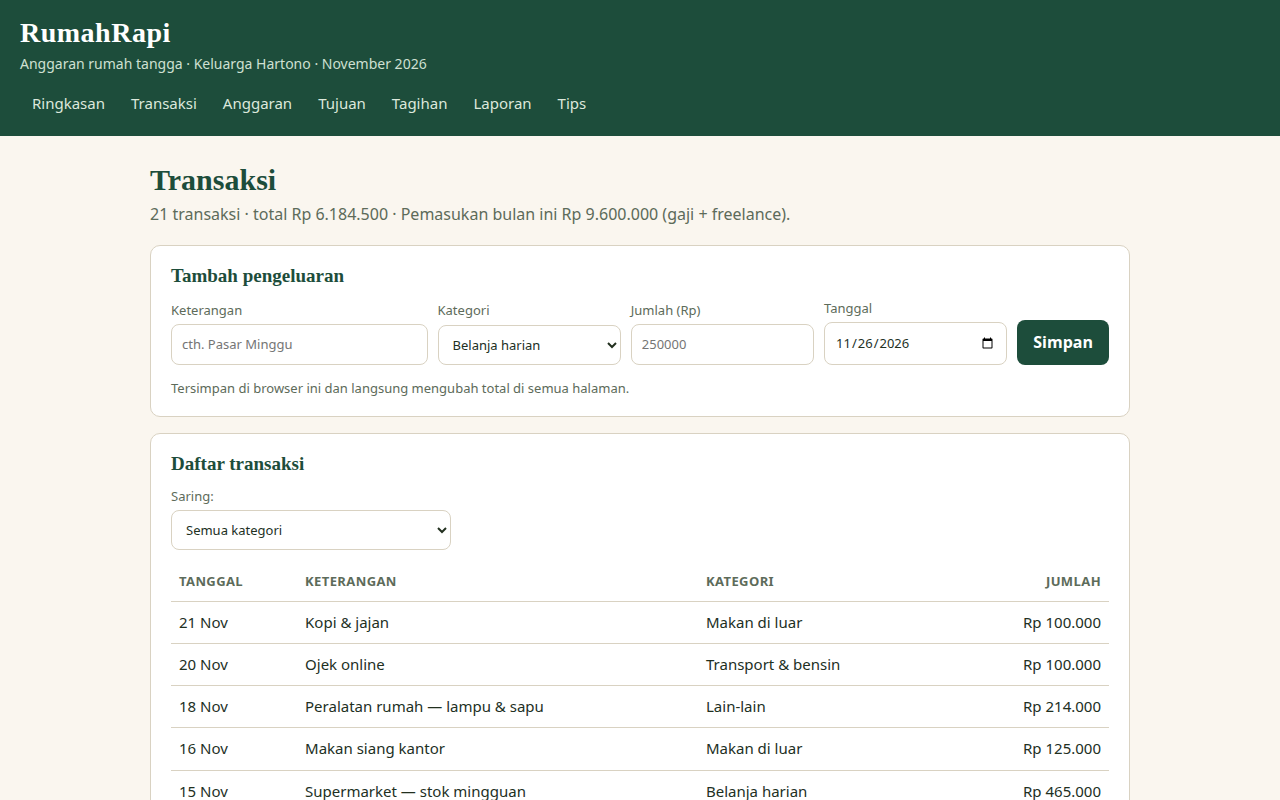 RumahRapi
Anggaran rumah tangga · Keluarga Hartono · November 2026
Ringkasan Transaksi Anggaran Tujuan Tagihan Laporan Tips
Transaksi
21 transaksi · total Rp 6.184.500 · Pemasukan bulan ini Rp 9.600.000 (gaji + freelance).
Tambah pengeluaran
Keterangan Kategori Jumlah (Rp) Tanggal
cth. Pasar Minggu Belanja harian 250000 11/26/2026 Simpan
Tersimpan di browser ini dan langsung mengubah total di semua halaman.
Daftar transaksi
Saring:
Semua kategori
TANGGAL KETERANGAN KATEGORI JUMLAH
21 Nov Kopi & jajan Makan di luar Rp 100.000
20 Nov Ojek online Transport & bensin Rp 100.000
18 Nov Peralatan rumah — lampu & sapu Lain-lain Rp 214.000
16 Nov Makan siang kantor Makan di luar Rp 125.000
15 Nov Supermarket — stok mingguan Belanja harian Rp 465.000